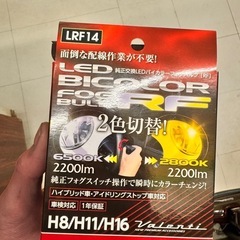 LRF14
面倒な配線作業が不要!
純正交換LEDバイカラーフォグバルブ
LED
BICOLOR
FOG
BULB
RF
2色切替!
6500K
2800K
2200lm
2200lm
純正フォグスイッチ操作で瞬時にカラーチェンジ!
ハイブリッド車・アイドリングストップ車対応
車検対応
1年保証
H8/H11/H16
Valenti